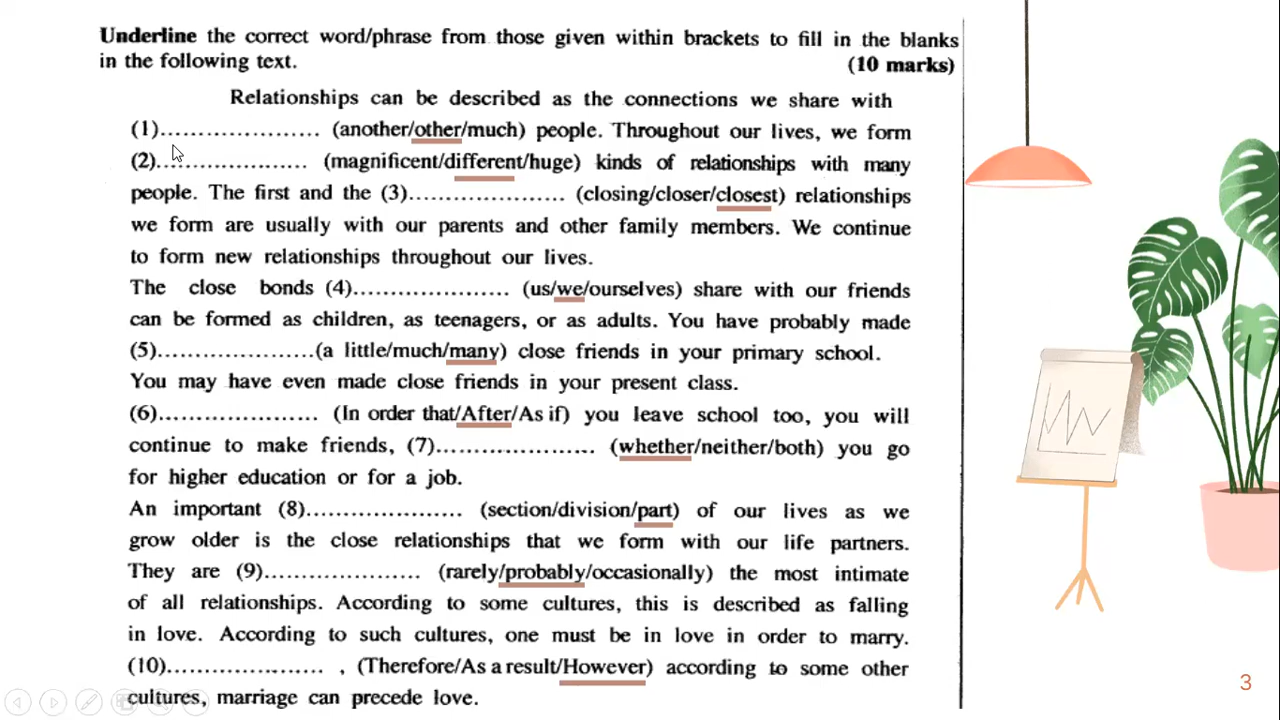 Underline the correct word/phrase from those given within brackets to fill in the blanks
in the following text. (10 marks)
Relationships can be described as the connections we share with
(1)..................... (another/other/much) people. Throughout our lives, we form
(2)..................... (magnificent/different/huge) kinds of relationships with many
people. The first and the (3)..................... (closing/closer/closest) relationships
we form are usually with our parents and other family members. We continue
to form new relationships throughout our lives.
The close bonds (4)..................... (us/we/ourselves) share with our friends
can be formed as children, as teenagers, or as adults. You have probably made
(5).....................(a little/much/many) close friends in your primary school.
You may have even made close friends in your present class.
(6)..................... (In order that/After/As if) you leave school too, you will
continue to make friends, (7)..................... (whether/neither/both) you go
for higher education or for a job.
An important (8)..................... (section/division/part) of our lives as we
grow older is the close relationships that we form with our life partners.
They are (9)..................... (rarely/probably/occasionally) the most intimate
of all relationships. According to some cultures, this is described as falling
in love. According to such cultures, one must be in love in order to marry.
(10)..................... , (Therefore/As a result/However) according to some other
cultures, marriage can precede love.
3